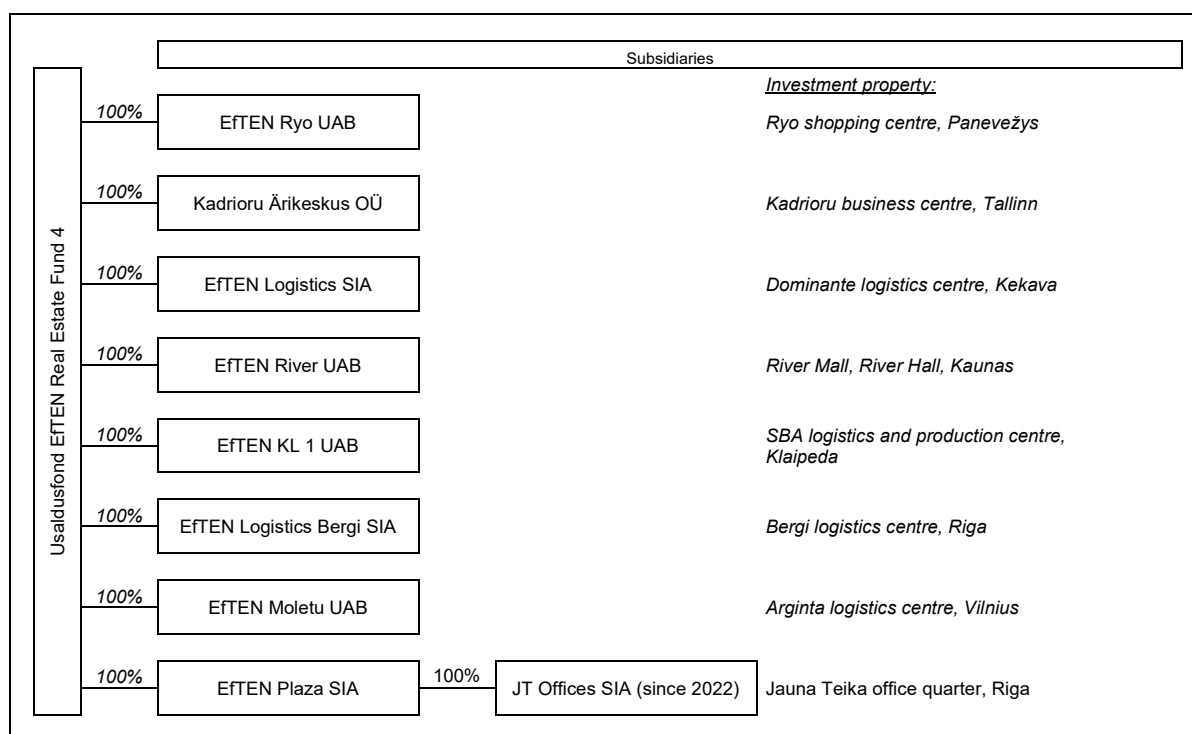 Subsidiaries
Usaldusfond EfTEN Real Estate Fund 4
Investment property:
100%
EfTEN Ryo UAB
Ryo shopping centre, Panevežys
100%
Kadrioru Ärikeskus OÜ
Kadrioru business centre, Tallinn
100%
EfTEN Logistics SIA
Dominante logistics centre, Kekava
100%
EfTEN River UAB
River Mall, River Hall, Kaunas
100%
EfTEN KL 1 UAB
SBA logistics and production centre,
Klaipeda
100%
EfTEN Logistics Bergi SIA
Bergi logistics centre, Riga
100%
EfTEN Moletu UAB
Arginta logistics centre, Vilnius
100%
EfTEN Plaza SIA
100%
JT Offices SIA (since 2022)
Jauna Teika office quarter, Riga